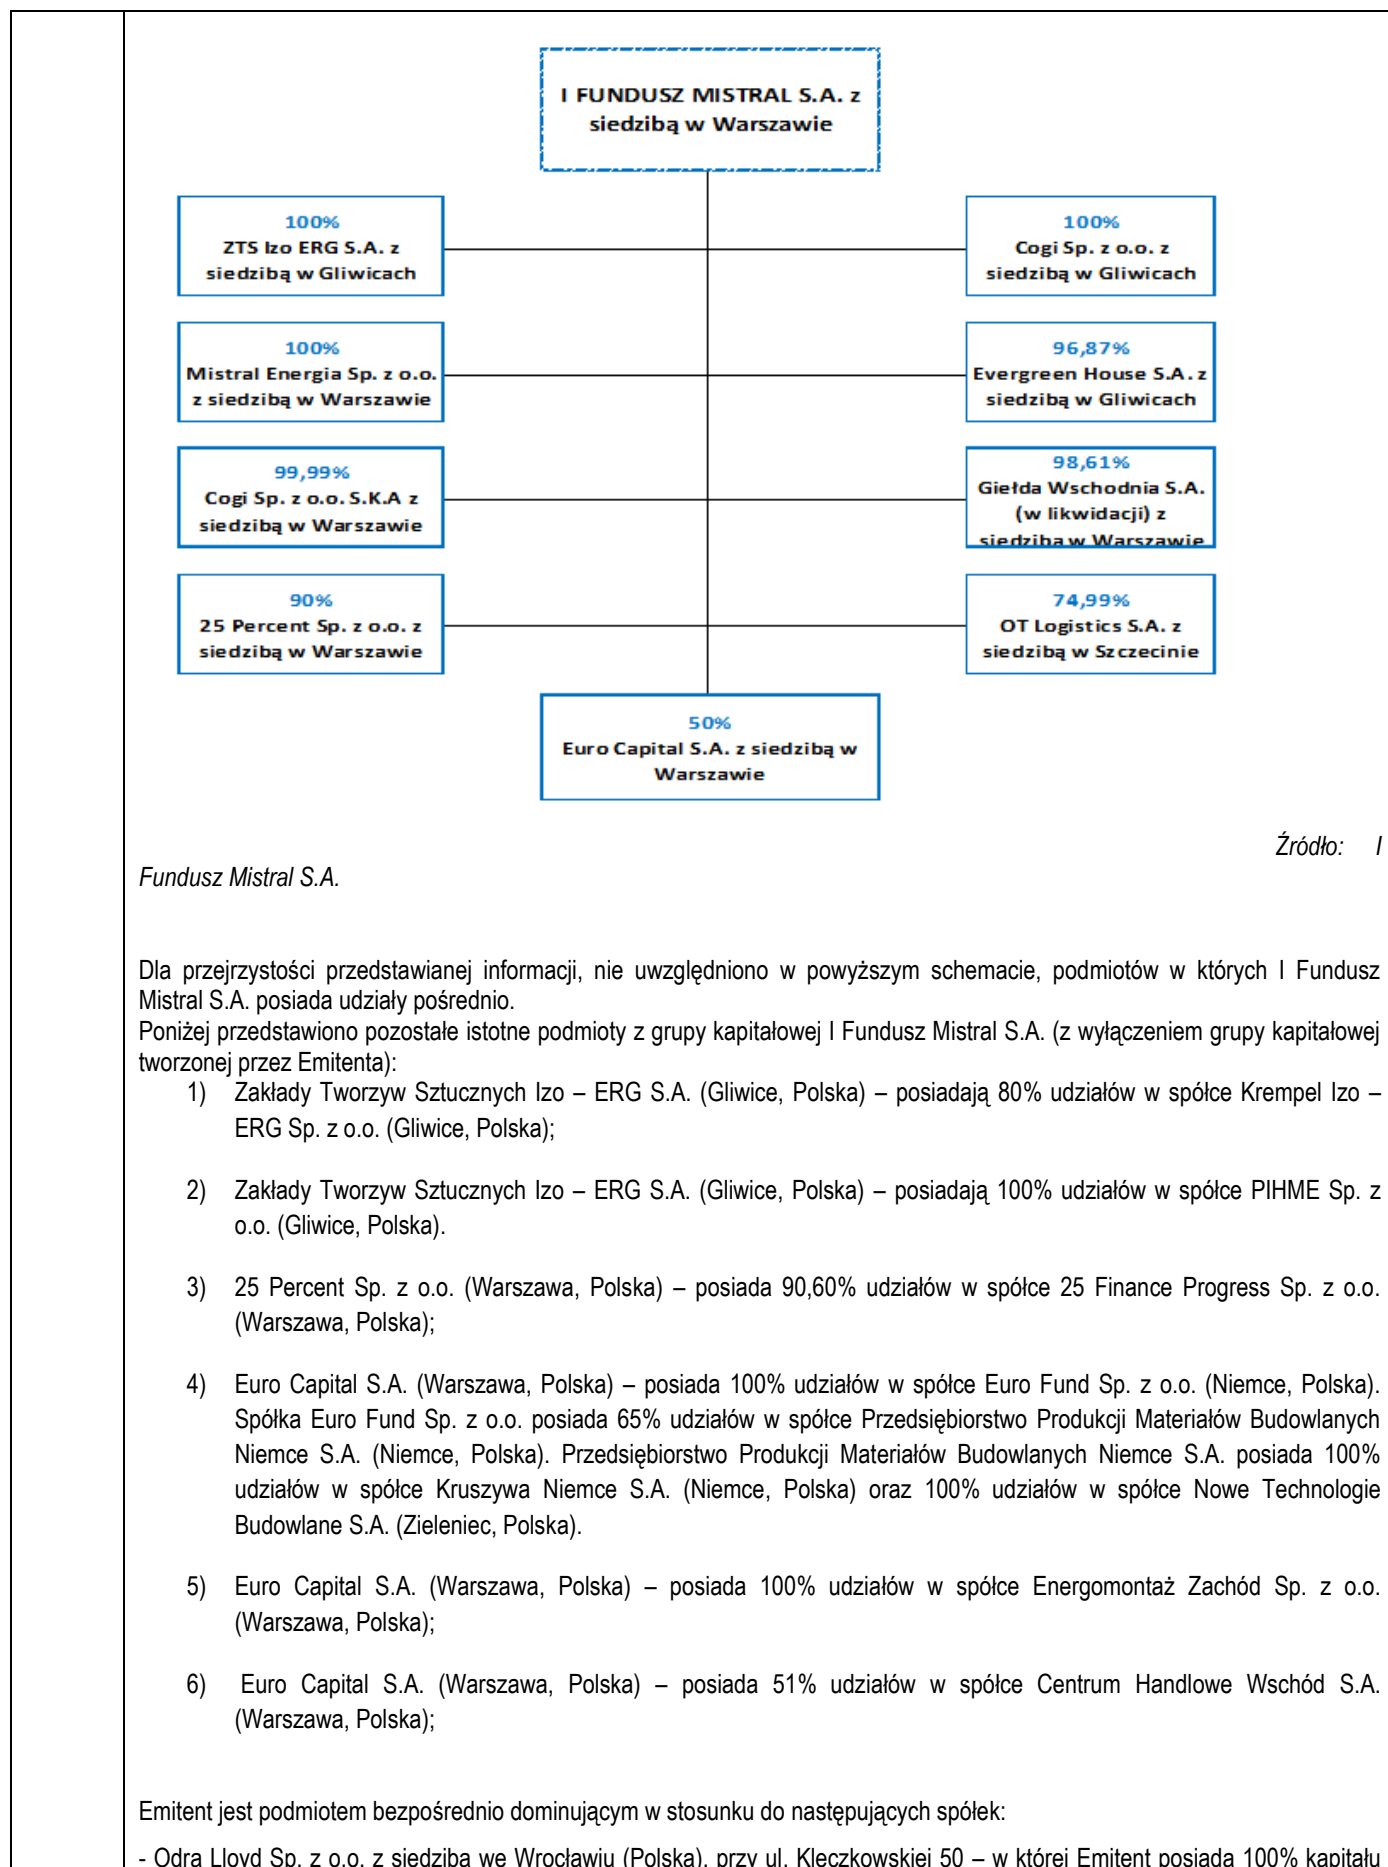 I FUNDUSZ MISTRAL S.A. z
siedzibą w Warszawie
100%
ZTS Izo ERG S.A. z
siedzibą w Gliwicach
100%
Cogi Sp. z o.o. z
siedzibą w Gliwicach
100%
Mistral Energia Sp. z o.o.
z siedzibą w Warszawie
96,87%
Evergreen House S.A. z
siedzibą w Gliwicach
99,99%
Cogi Sp. z o.o. S.K.A z
siedzibą w Warszawie
98,61%
Giełda Wschodnia S.A.
(w likwidacji) z
siedzibą w Warszawie
90%
25 Percent Sp. z o.o. z
siedzibą w Warszawie
74,99%
OT Logistics S.A. z
siedzibą w Szczecinie
50%
Euro Capital S.A. z siedzibą w
Warszawie
Źródło: I
Fundusz Mistral S.A.
Dla przejrzystości przedstawianej informacji, nie uwzględniono w powyższym schemacie, podmiotów w których I Fundusz
Mistral S.A. posiada udziały pośrednio.
Poniżej przedstawiono pozostałe istotne podmioty z grupy kapitałowej I Fundusz Mistral S.A. (z wyłączeniem grupy kapitałowej
tworzonej przez Emitenta):
1) Zakłady Tworzyw Sztucznych Izo – ERG S.A. (Gliwice, Polska) – posiadają 80% udziałów w spółce Krempel Izo –
ERG Sp. z o.o. (Gliwice, Polska);
2) Zakłady Tworzyw Sztucznych Izo – ERG S.A. (Gliwice, Polska) – posiadają 100% udziałów w spółce PIHME Sp. z
o.o. (Gliwice, Polska).
3) 25 Percent Sp. z o.o. (Warszawa, Polska) – posiada 90,60% udziałów w spółce 25 Finance Progress Sp. z o.o.
(Warszawa, Polska);
4) Euro Capital S.A. (Warszawa, Polska) – posiada 100% udziałów w spółce Euro Fund Sp. z o.o. (Niemce, Polska).
Spółka Euro Fund Sp. z o.o. posiada 65% udziałów w spółce Przedsiębiorstwo Produkcji Materiałów Budowlanych
Niemce S.A. (Niemce, Polska). Przedsiębiorstwo Produkcji Materiałów Budowlanych Niemce S.A. posiada 100%
udziałów w spółce Kruszywa Niemce S.A. (Niemce, Polska) oraz 100% udziałów w spółce Nowe Technologie
Budowlane S.A. (Zieleniec, Polska).
5) Euro Capital S.A. (Warszawa, Polska) – posiada 100% udziałów w spółce Energomontaż Zachód Sp. z o.o.
(Warszawa, Polska);
6) Euro Capital S.A. (Warszawa, Polska) – posiada 51% udziałów w spółce Centrum Handlowe Wschód S.A.
(Warszawa, Polska);
Emitent jest podmiotem bezpośrednio dominującym w stosunku do następujących spółek:
- Odra Lloyd Sp. z o.o. z siedzibą we Wrocławiu (Polska), przy ul. Kleczkowskiej 50 – w której Emitent posiada 100% kapitału